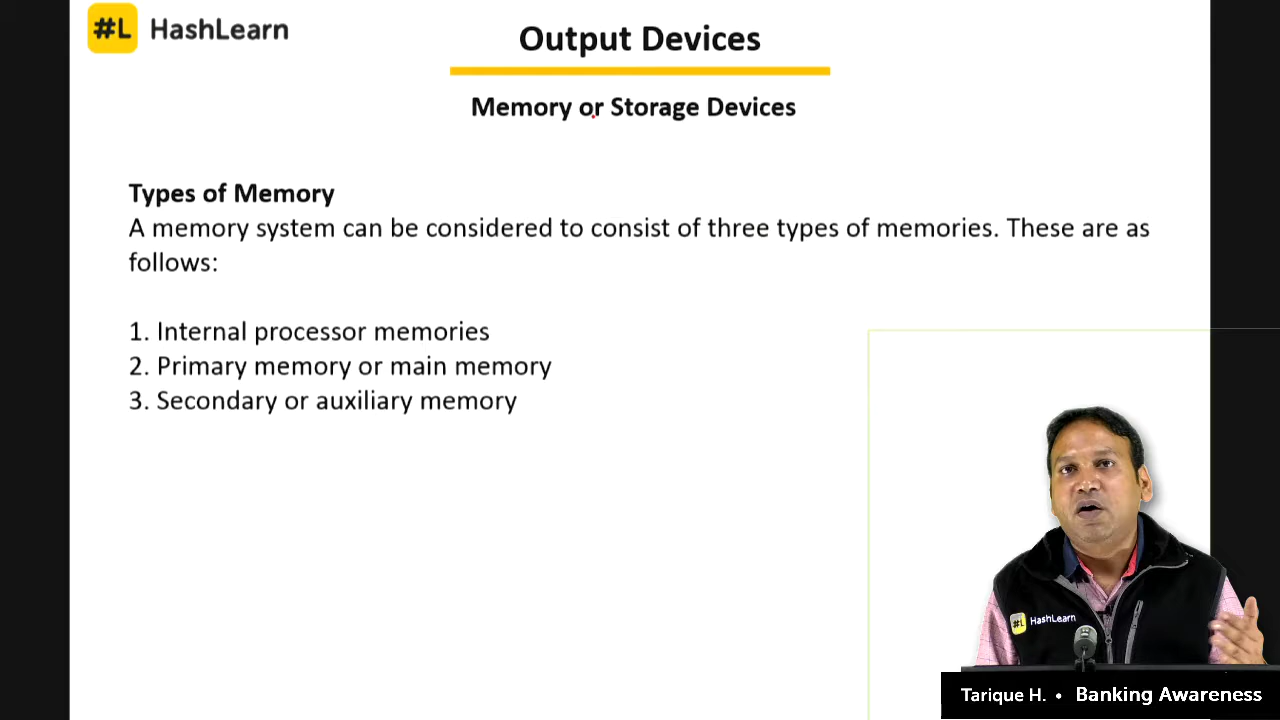 #L HashLearn
Output Devices
Memory or Storage Devices
Types of Memory
A memory system can be considered to consist of three types of memories. These are as
follows:
1. Internal processor memories
2. Primary memory or main memory
3. Secondary or auxiliary memory
#L HashLearn
Tarique H. • Banking Awareness